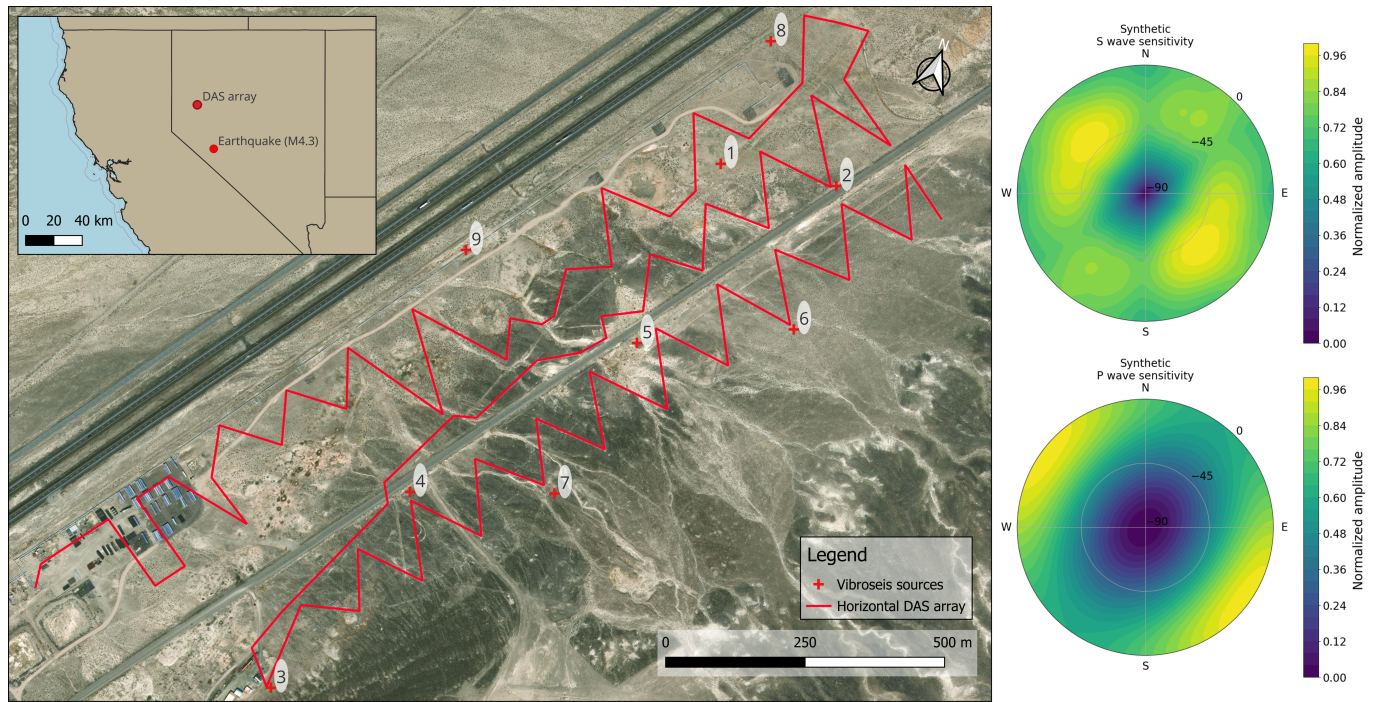 DAS array
Earthquake (M4.3)
0 20 40 km
8
N
1
2
9
6
5
4
7
3
Legend
Vibroseis sources
Horizontal DAS array
0 250 500 m
Synthetic
S wave sensitivity
N
0
−45
−90
W
E
S
0.96
0.84
0.72
0.60
0.48
0.36
0.24
0.12
0.00
Normalized amplitude
Synthetic
P wave sensitivity
N
0
−45
−90
W
E
S
0.96
0.84
0.72
0.60
0.48
0.36
0.24
0.12
0.00
Normalized amplitude